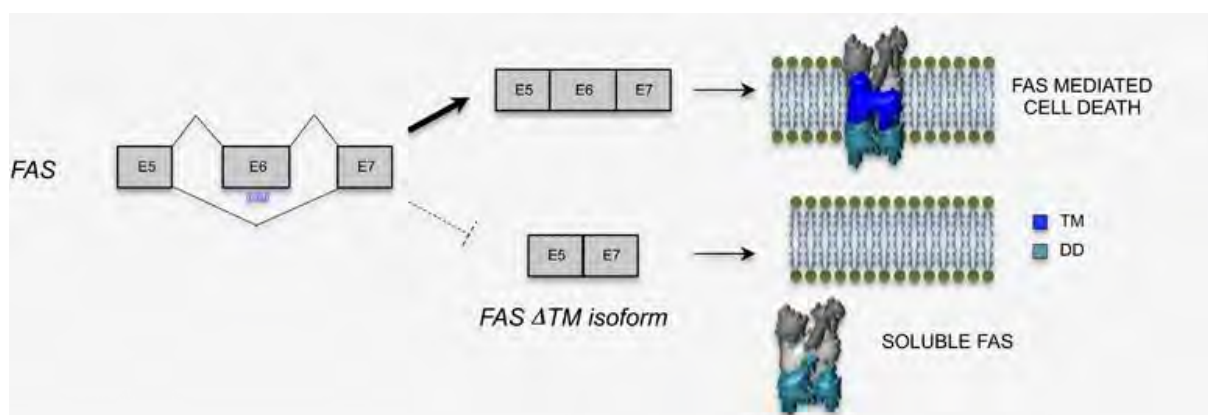 FAS
E5
E6
E7
E5
E6
E7
E5
E7
FAS ΔTM isoform
FAS MEDIATED
CELL DEATH
TM
DD
SOLUBLE FAS